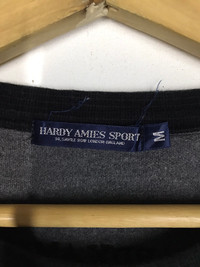 HARDY AMIES SPORT
14, SAVILE ROW LONDON ENGLAND
M